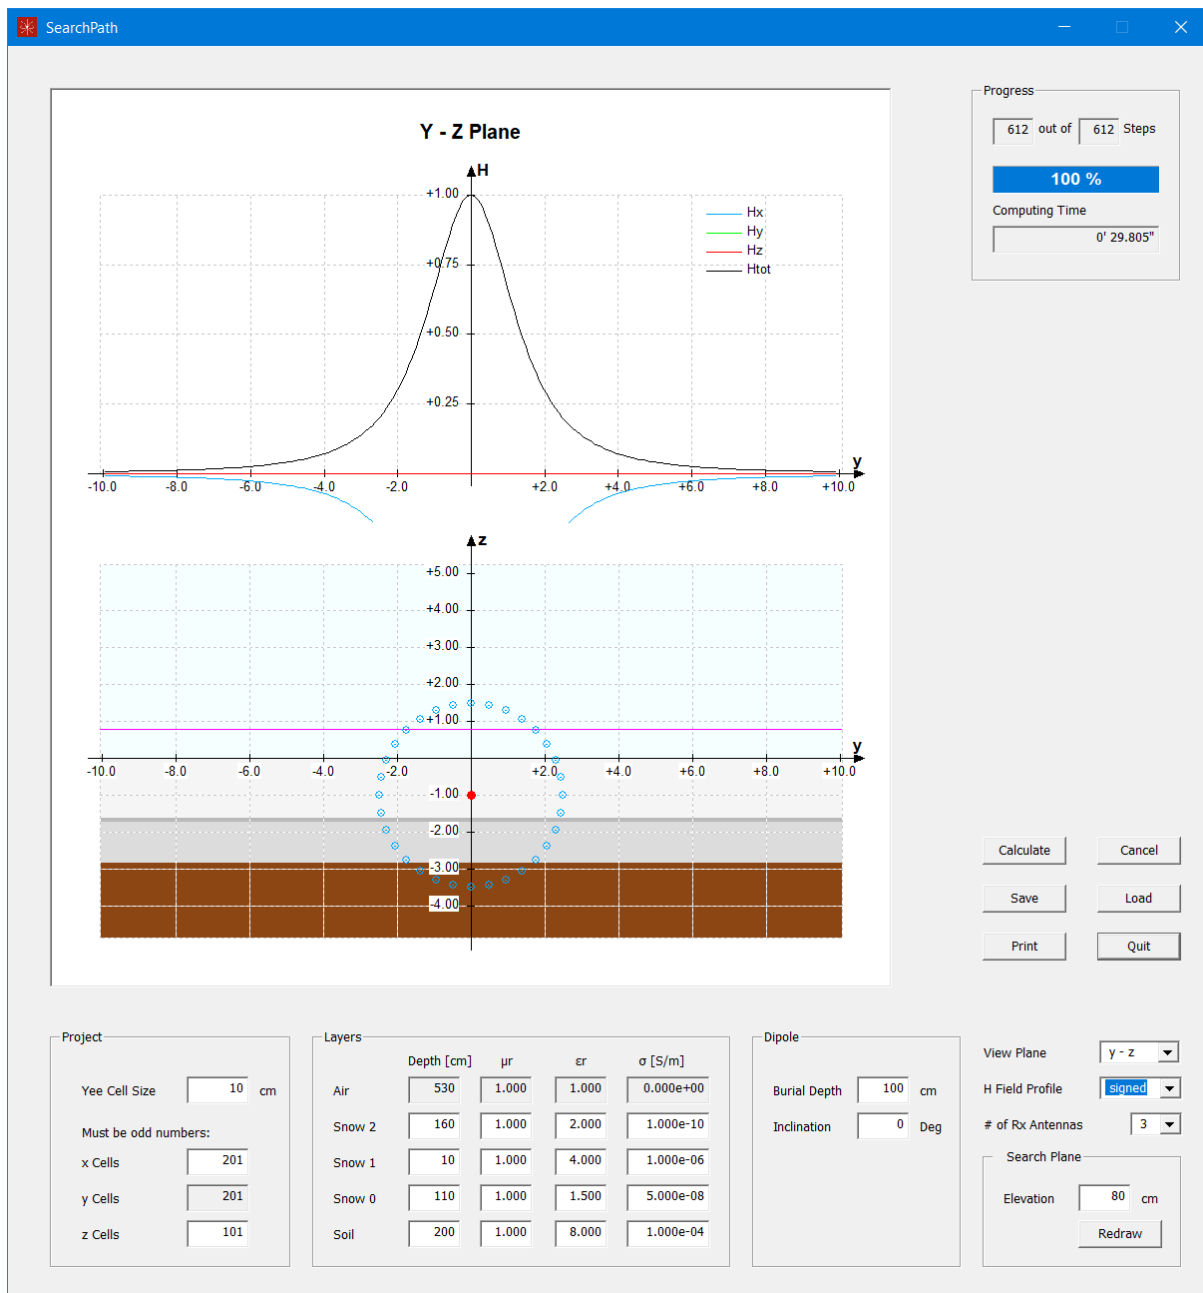 SearchPath
Progress
612 out of 612 Steps
100 %
Computing Time
0' 29.805"
Y - Z Plane
H
+1.00
+0.75
+0.50
+0.25
Hx
Hy
Hz
Htot
y
-10.0 -8.0 -6.0 -4.0 -2.0 +2.0 +4.0 +6.0 +8.0 +10.0
z
+5.00
+4.00
+3.00
+2.00
+1.00
y
-10.0 -8.0 -6.0 -4.0 -2.0 +2.0 +4.0 +6.0 +8.0 +10.0
-1.00
-2.00
-3.00
-4.00
Calculate Cancel
Save Load
Print Quit
Project
Yee Cell Size 10 cm
Must be odd numbers:
x Cells 201
y Cells 201
z Cells 101
Layers
Depth [cm] μr εr σ [S/m]
Air 530 1.000 1.000 0.000e+00
Snow 2 160 1.000 2.000 1.000e-10
Snow 1 10 1.000 4.000 1.000e-06
Snow 0 110 1.000 1.500 5.000e-08
Soil 200 1.000 8.000 1.000e-04
Dipole
Burial Depth 100 cm
Inclination 0 Deg
View Plane y - z
H Field Profile signed
# of Rx Antennas 3
Search Plane
Elevation 80 cm
Redraw